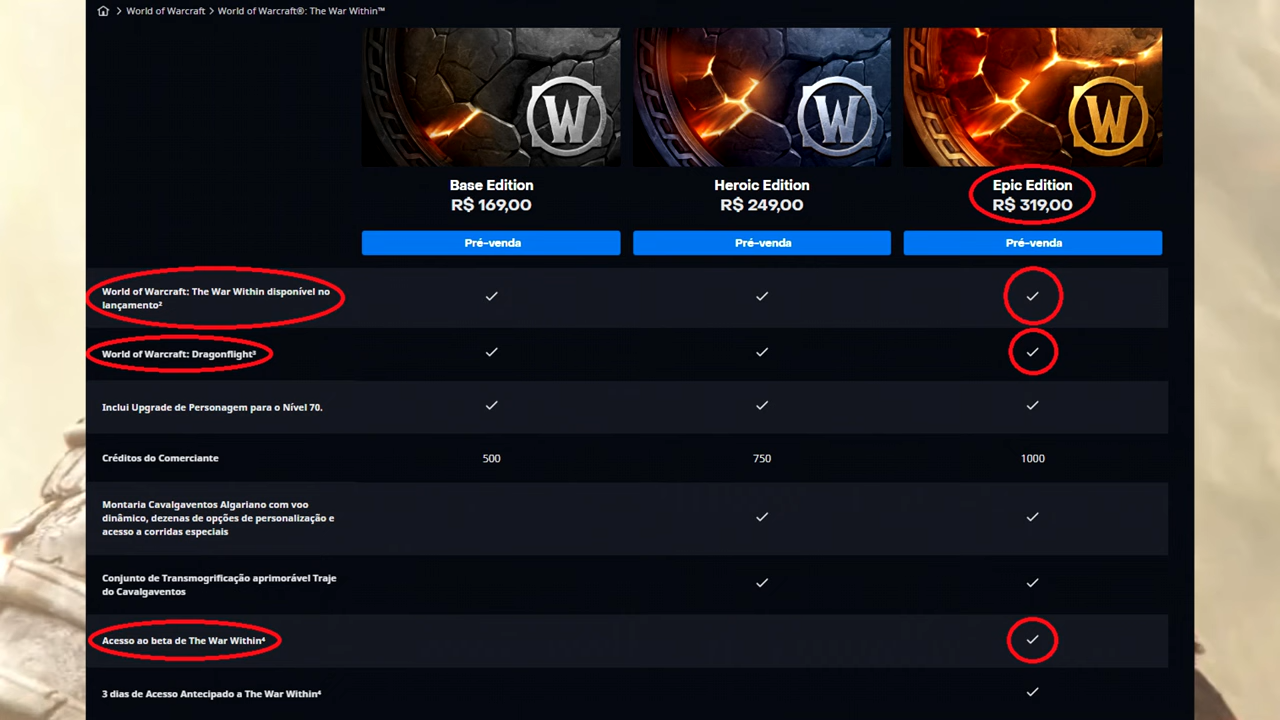 World of Warcraft > World of Warcraft®: The War Within™
W
W
W
Base Edition
R$ 169,00
Heroic Edition
R$ 249,00
Epic Edition
R$ 319,00
Pré-venda
Pré-venda
Pré-venda
World of Warcraft: The War Within disponível no
lançamento²
World of Warcraft: Dragonflight³
Inclui Upgrade de Personagem para o Nível 70.
Créditos do Comerciante
500
750
1000
Montaria Cavalgaventos Algariano com voo
dinâmico, dezenas de opções de personalização e
acesso a corridas especiais
Conjunto de Transmogrificação aprimorável Traje
do Cavalgaventos
Acesso ao beta de The War Within⁴
3 dias de Acesso Antecipado a The War Within⁴